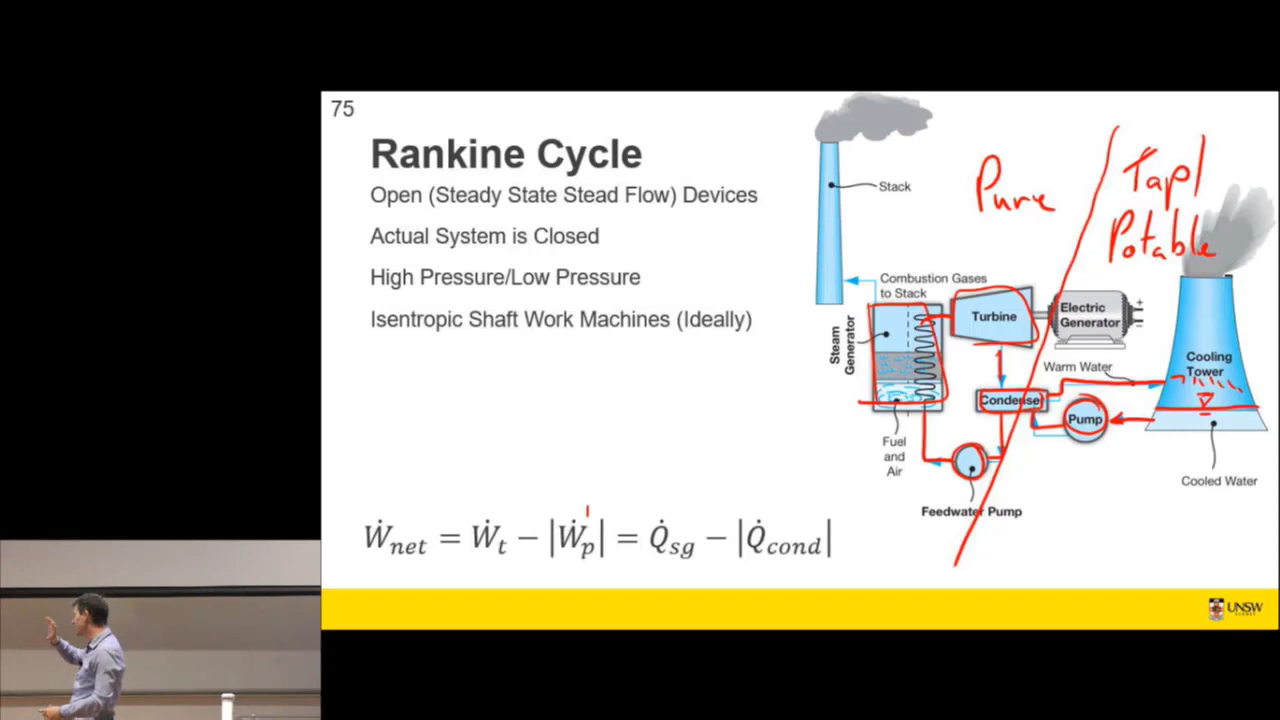 75
Rankine Cycle
Open (Steady State Stead Flow) Devices
Actual System is Closed
High Pressure/Low Pressure
Isentropic Shaft Work Machines (Ideally)
Pure
Tap/
Potable
Stack
Combustion Gases
to Stack
Steam
Generator
Turbine
Electric
Generator
+
-
Cooling
Tower
Warm Water
Condense
Pump
Fuel
and
Air
Cooled Water
Feedwater Pump
Ẇnet = Ẇt − |Ẇp| = Q̇sg − |Q̇cond|
UNSW